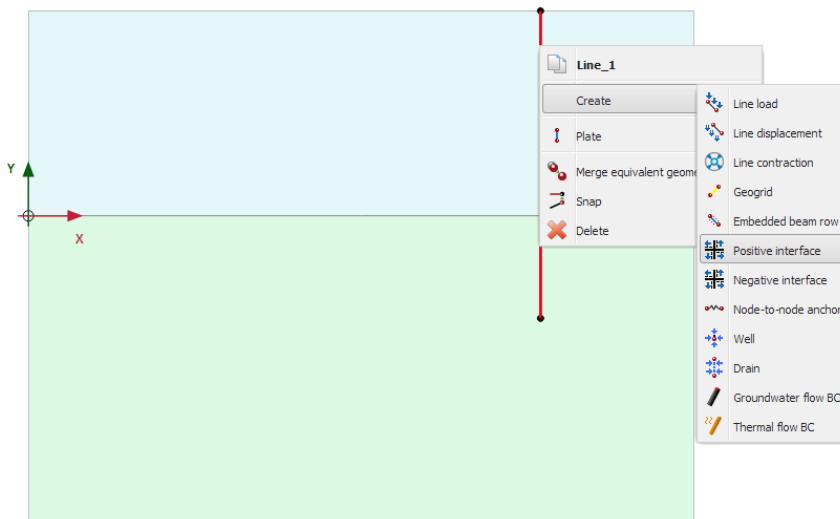 Line_1
Create
Line load
Plate
Line displacement
Line contraction
Merge equivalent geome
Geogrid
Snap
Embedded beam row
Delete
Positive interface
Negative interface
Node-to-node anchor
Well
Drain
Groundwater flow BC
Thermal flow BC
Y
X